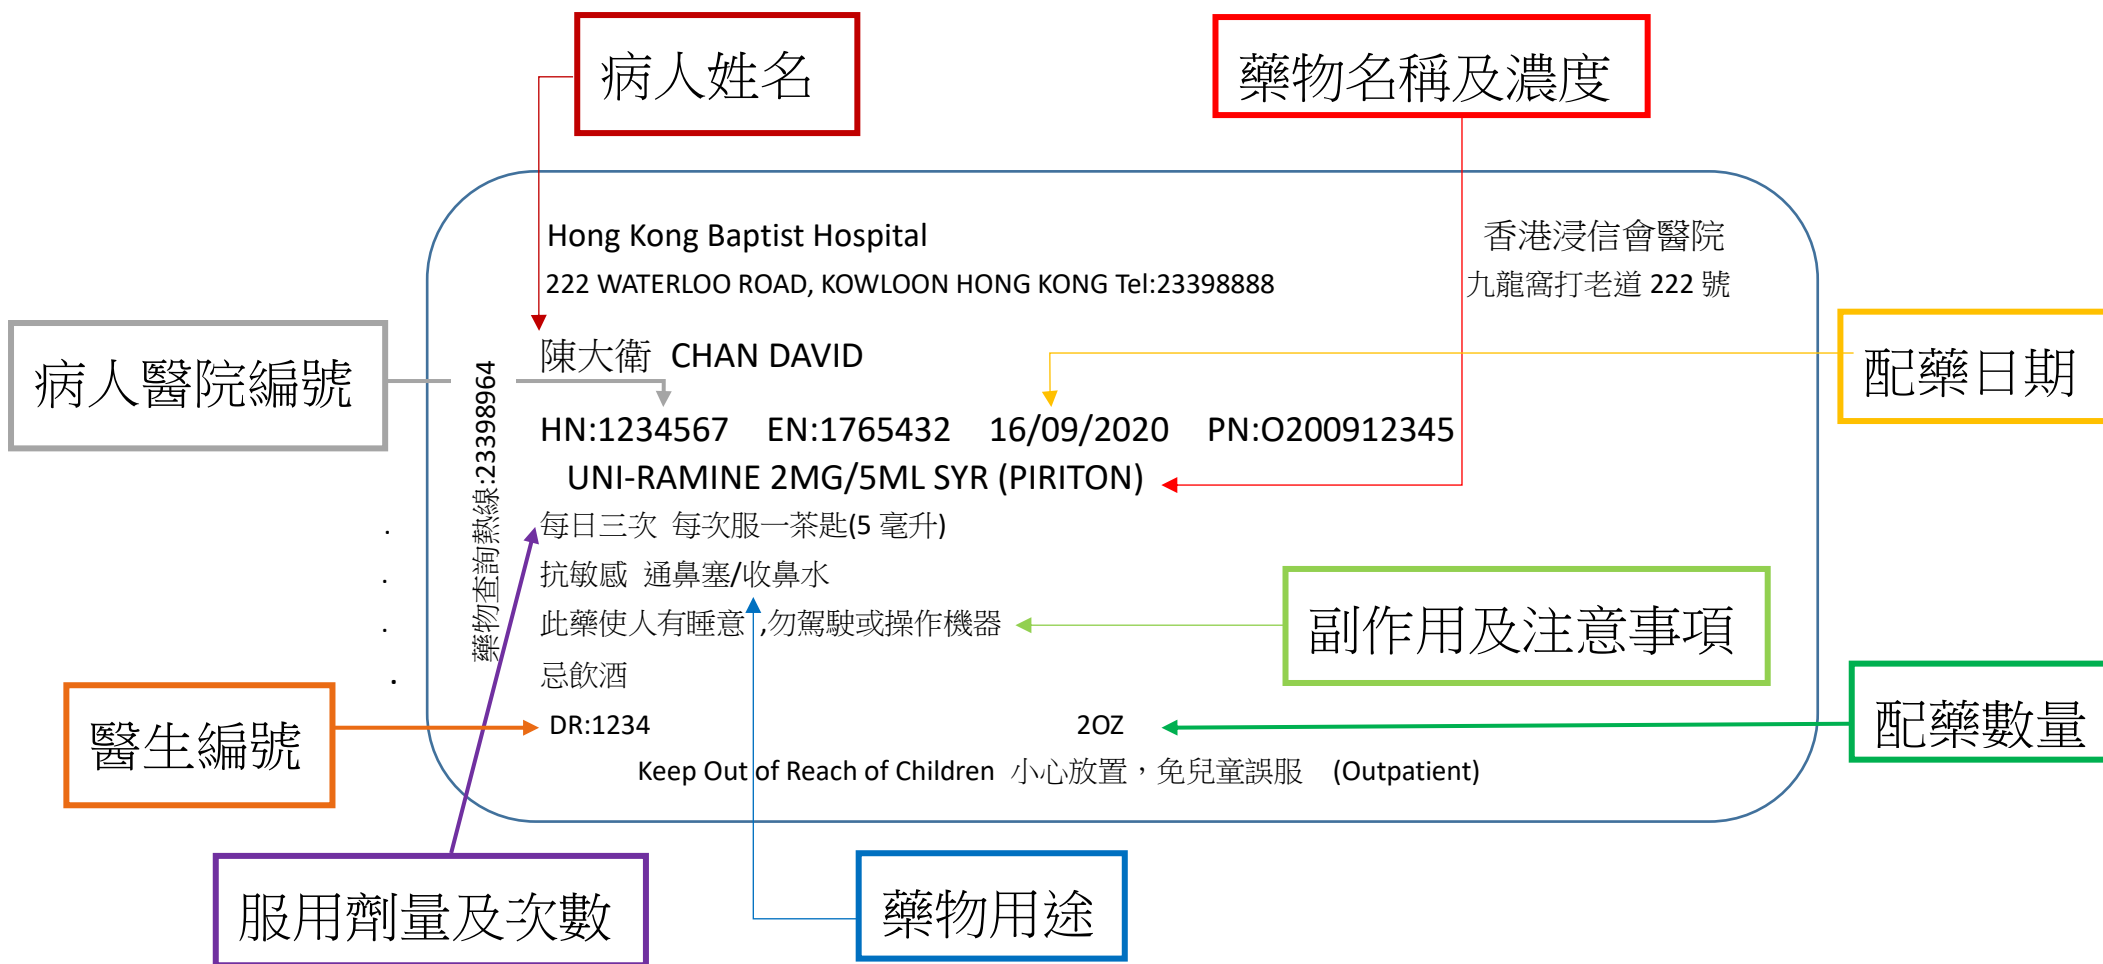 病人姓名
藥物名稱及濃度
Hong Kong Baptist Hospital 香港浸信會醫院
222 WATERLOO ROAD, KOWLOON HONG KONG Tel:23398888 九龍窩打老道 222 號
病人醫院編號
配藥日期
藥物查詢熱線:23398964
陳大衛 CHAN DAVID
HN:1234567 EN:1765432 16/09/2020 PN:O200912345
UNI-RAMINE 2MG/5ML SYR (PIRITON)
每日三次 每次服一茶匙(5 毫升)
抗敏感 通鼻塞/收鼻水
此藥使人有睡意 ,勿駕駛或操作機器
副作用及注意事項
忌飲酒
醫生編號
DR:1234 2OZ
配藥數量
Keep Out of Reach of Children 小心放置，免兒童誤服 (Outpatient)
服用劑量及次數
藥物用途